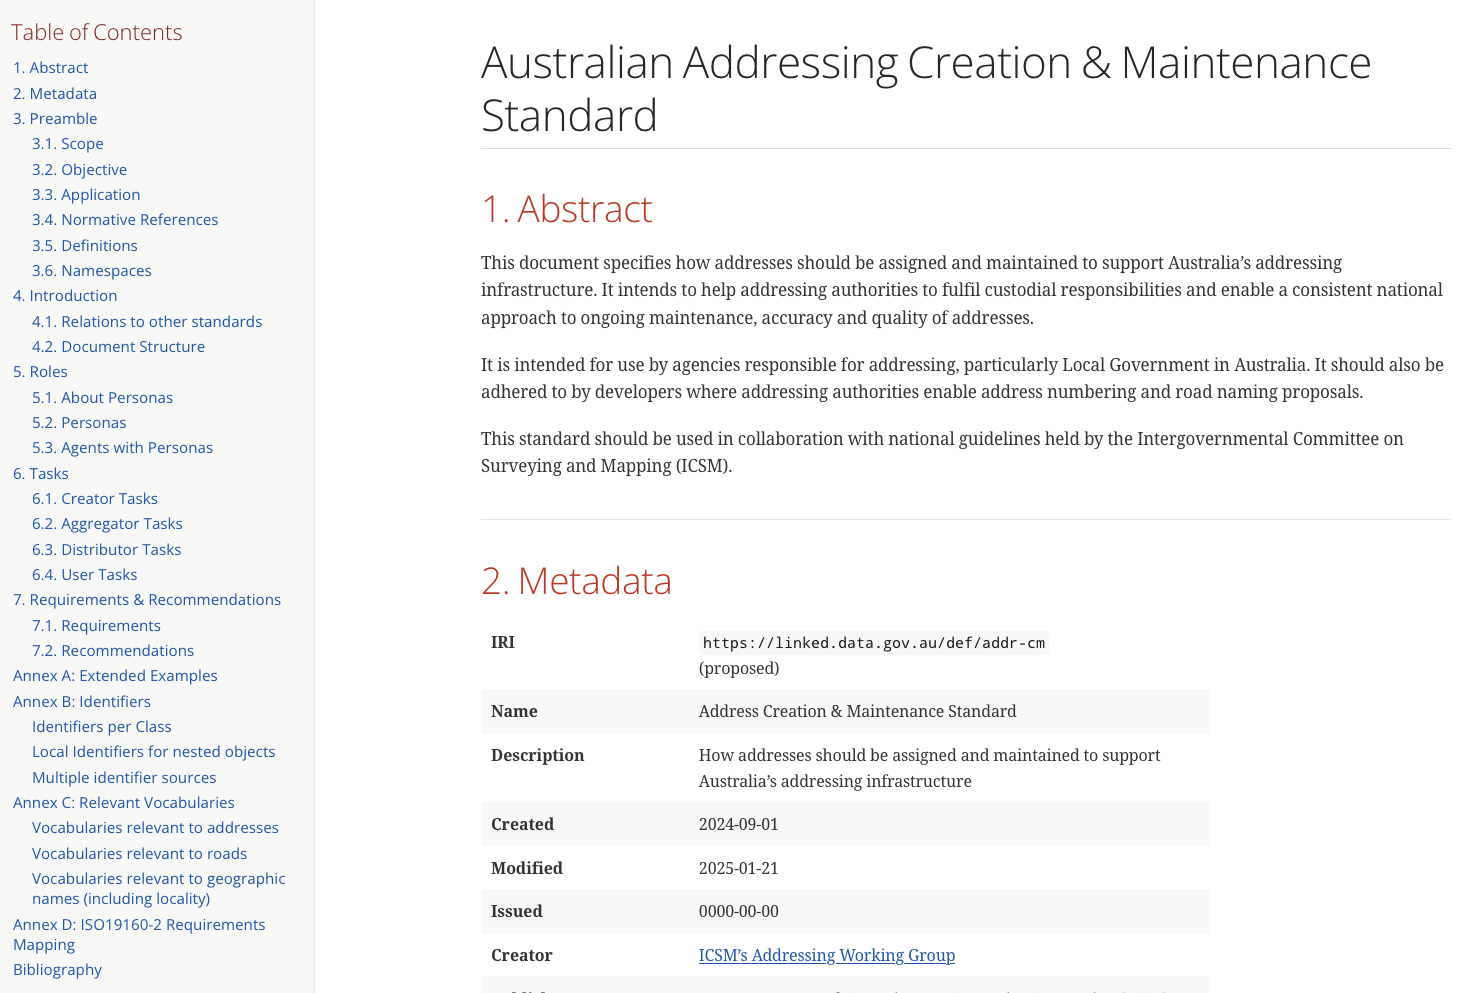 Table of Contents
1. Abstract
2. Metadata
3. Preamble
3.1. Scope
3.2. Objective
3.3. Application
3.4. Normative References
3.5. Definitions
3.6. Namespaces
4. Introduction
4.1. Relations to other standards
4.2. Document Structure
5. Roles
5.1. About Personas
5.2. Personas
5.3. Agents with Personas
6. Tasks
6.1. Creator Tasks
6.2. Aggregator Tasks
6.3. Distributor Tasks
6.4. User Tasks
7. Requirements & Recommendations
7.1. Requirements
7.2. Recommendations
Annex A: Extended Examples
Annex B: Identifiers
Identifiers per Class
Local Identifiers for nested objects
Multiple identifier sources
Annex C: Relevant Vocabularies
Vocabularies relevant to addresses
Vocabularies relevant to roads
Vocabularies relevant to geographic
names (including locality)
Annex D: ISO19160-2 Requirements
Mapping
Bibliography
Australian Addressing Creation & Maintenance
Standard
1. Abstract
This document specifies how addresses should be assigned and maintained to support Australia’s addressing
infrastructure. It intends to help addressing authorities to fulfil custodial responsibilities and enable a consistent national
approach to ongoing maintenance, accuracy and quality of addresses.
It is intended for use by agencies responsible for addressing, particularly Local Government in Australia. It should also be
adhered to by developers where addressing authorities enable address numbering and road naming proposals.
This standard should be used in collaboration with national guidelines held by the Intergovernmental Committee on
Surveying and Mapping (ICSM).
2. Metadata
IRI https://linked.data.gov.au/def/addr-cm
(proposed)
Name Address Creation & Maintenance Standard
Description How addresses should be assigned and maintained to support
Australia’s addressing infrastructure
Created 2024-09-01
Modified 2025-01-21
Issued 0000-00-00
Creator ICSM’s Addressing Working Group